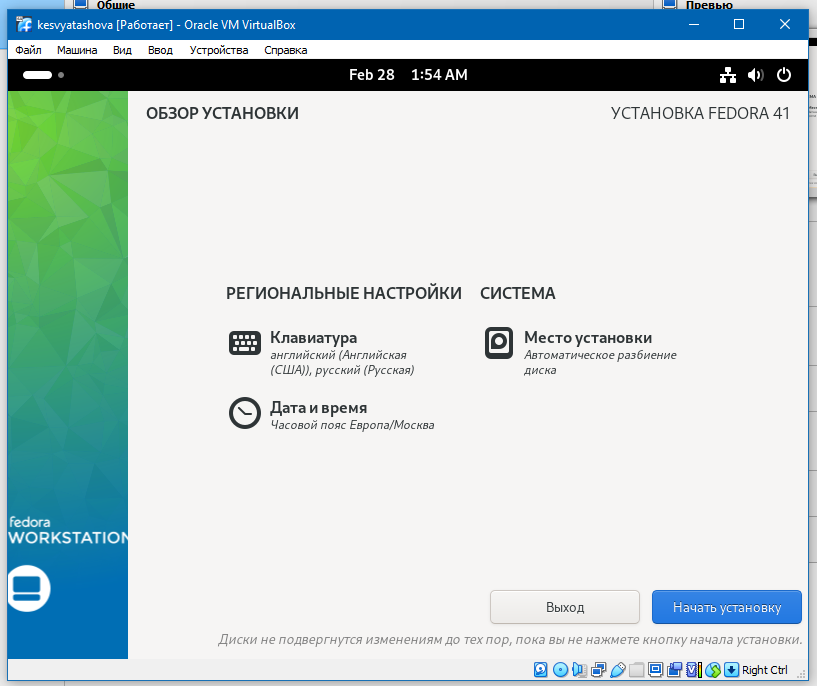 Общие
Превью
kesvyatashova [Работает] - Oracle VM VirtualBox
Файл Машина Вид Ввод Устройства Справка
Feb 28 1:54 AM
ОБЗОР УСТАНОВКИ
УСТАНОВКА FEDORA 41
РЕГИОНАЛЬНЫЕ НАСТРОЙКИ
Клавиатура
английский (Английская
(США)), русский (Русская)
Дата и время
Часовой пояс Европа/Москва
СИСТЕМА
Место установки
Автоматическое разбиение
диска
fedora
WORKSTATION
Выход
Начать установку
Диски не подвергнутся изменениям до тех пор, пока вы не нажмете кнопку начала установки.
Right Ctrl